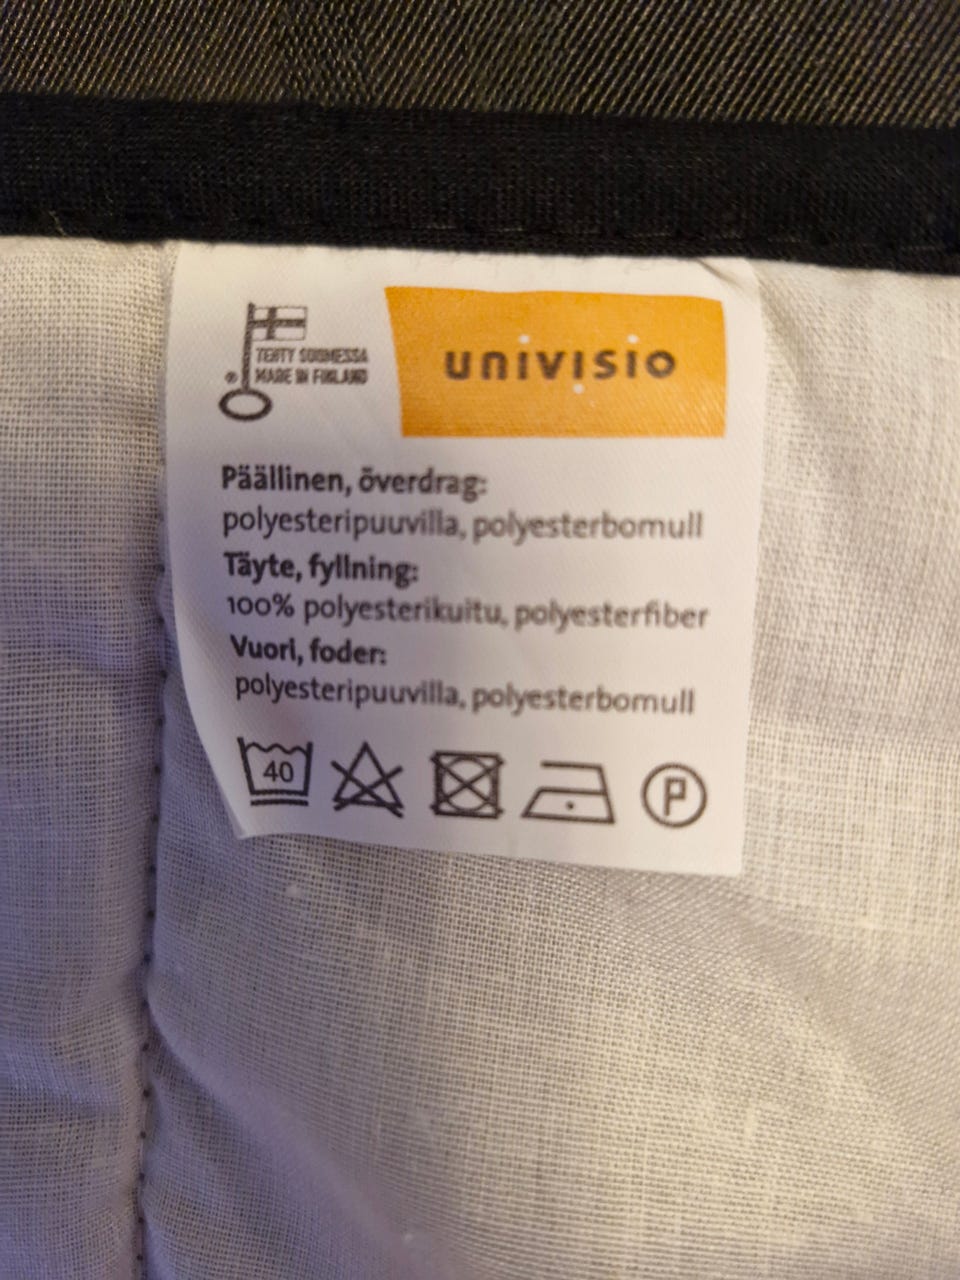 TEHTY SUOMESSA
® MADE IN FINLAND
UNIVISIO
Päällinen, överdrag:
polyesteripuuvilla, polyesterbomull
Täyte, fyllning:
100% polyesterikuitu, polyesterfiber
Vuori, foder:
polyesteripuuvilla, polyesterbomull
40 P